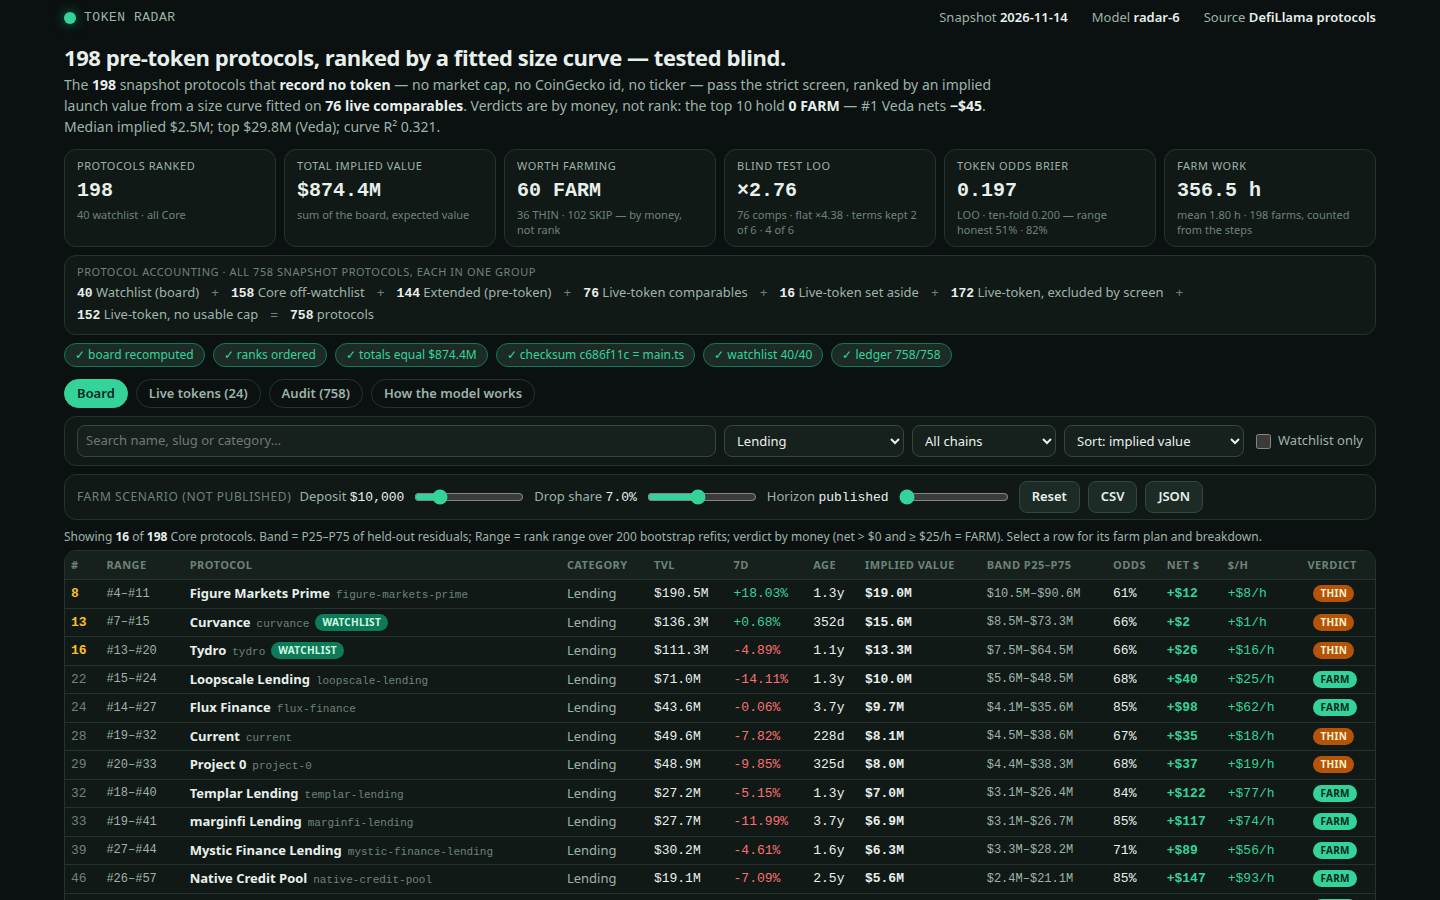 TOKEN RADAR
Snapshot 2026-11-14 Model radar-6 Source DefiLlama protocols
198 pre-token protocols, ranked by a fitted size curve — tested blind.
The 198 snapshot protocols that record no token — no market cap, no CoinGecko id, no ticker — pass the strict screen, ranked by an implied
launch value from a size curve fitted on 76 live comparables. Verdicts are by money, not rank: the top 10 hold 0 FARM — #1 Veda nets −$45.
Median implied $2.5M; top $29.8M (Veda); curve R² 0.321.
PROTOCOLS RANKED
198
40 watchlist · all Core
TOTAL IMPLIED VALUE
$874.4M
sum of the board, expected value
WORTH FARMING
60 FARM
36 THIN · 102 SKIP — by money,
not rank
BLIND TEST LOO
×2.76
76 comps · flat ×4.38 · terms kept 2
of 6 · 4 of 6
TOKEN ODDS BRIER
0.197
LOO · ten-fold 0.200 — range
honest 51% · 82%
FARM WORK
356.5 h
mean 1.80 h · 198 farms, counted
from the steps
PROTOCOL ACCOUNTING · ALL 758 SNAPSHOT PROTOCOLS, EACH IN ONE GROUP
40 Watchlist (board) + 158 Core off-watchlist + 144 Extended (pre-token) + 76 Live-token comparables + 16 Live-token set aside + 172 Live-token, excluded by screen +
152 Live-token, no usable cap = 758 protocols
✓ board recomputed ✓ ranks ordered ✓ totals equal $874.4M ✓ checksum c686f11c = main.ts ✓ watchlist 40/40 ✓ ledger 758/758
Board Live tokens (24) Audit (758) How the model works
Search name, slug or category... Lending All chains Sort: implied value Watchlist only
FARM SCENARIO (NOT PUBLISHED) Deposit $10,000 Drop share 7.0% Horizon published Reset CSV JSON
Showing 16 of 198 Core protocols. Band = P25–P75 of held-out residuals; Range = rank range over 200 bootstrap refits; verdict by money (net > $0 and ≥ $25/h = FARM). Select a row for its farm plan and breakdown.
# RANGE PROTOCOL CATEGORY TVL 7D AGE IMPLIED VALUE BAND P25–P75 ODDS NET $ $/H VERDICT
8 #4–#11 Figure Markets Prime figure-markets-prime Lending $190.5M +18.03% 1.3y $19.0M $10.5M–$90.6M 61% +$12 +$8/h THIN
13 #7–#15 Curvance curvance WATCHLIST Lending $136.3M +0.68% 352d $15.6M $8.5M–$73.3M 66% +$2 +$1/h THIN
16 #13–#20 Tydro tydro WATCHLIST Lending $111.3M -4.89% 1.1y $13.3M $7.5M–$64.5M 66% +$26 +$16/h THIN
22 #15–#24 Loopscale Lending loopscale-lending Lending $71.0M -14.11% 1.3y $10.0M $5.6M–$48.5M 68% +$40 +$25/h FARM
24 #14–#27 Flux Finance flux-finance Lending $43.6M -0.06% 3.7y $9.7M $4.1M–$35.6M 85% +$98 +$62/h FARM
28 #19–#32 Current current Lending $49.6M -7.82% 228d $8.1M $4.5M–$38.6M 67% +$35 +$18/h THIN
29 #20–#33 Project 0 project-0 Lending $48.9M -9.85% 325d $8.0M $4.4M–$38.3M 68% +$37 +$19/h THIN
32 #18–#40 Templar Lending templar-lending Lending $27.2M -5.15% 1.3y $7.0M $3.1M–$26.4M 84% +$122 +$77/h FARM
33 #19–#41 marginfi Lending marginfi-lending Lending $27.7M -11.99% 3.7y $6.9M $3.1M–$26.7M 85% +$117 +$74/h FARM
39 #27–#44 Mystic Finance Lending mystic-finance-lending Lending $30.2M -4.61% 1.6y $6.3M $3.3M–$28.2M 71% +$89 +$56/h FARM
46 #26–#57 Native Credit Pool native-credit-pool Lending $19.1M -7.09% 2.5y $5.6M $2.4M–$21.1M 85% +$147 +$93/h FARM